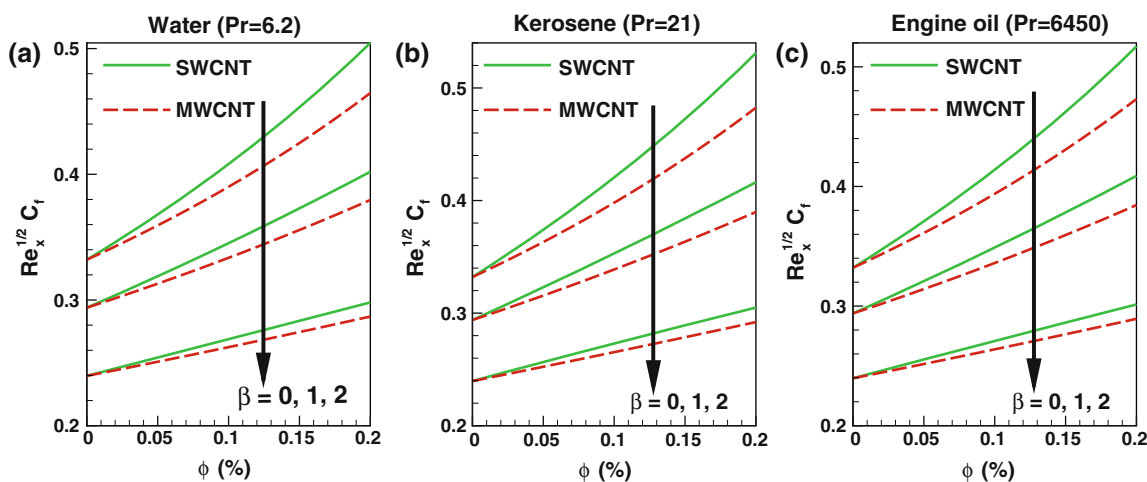 Water (Pr=6.2)
(a)
0.5
0.4
0.3
0.2
Re_x^{1/2} C_f
SWCNT
MWCNT
β = 0, 1, 2
0
0.05
0.1
0.15
0.2
ϕ (%)
Kerosene (Pr=21)
(b)
0.5
0.4
0.3
0.2
Re_x^{1/2} C_f
SWCNT
MWCNT
β = 0, 1, 2
0
0.05
0.1
0.15
0.2
ϕ (%)
Engine oil (Pr=6450)
(c)
0.5
0.4
0.3
0.2
Re_x^{1/2} C_f
SWCNT
MWCNT
β = 0, 1, 2
0
0.05
0.1
0.15
0.2
ϕ (%)